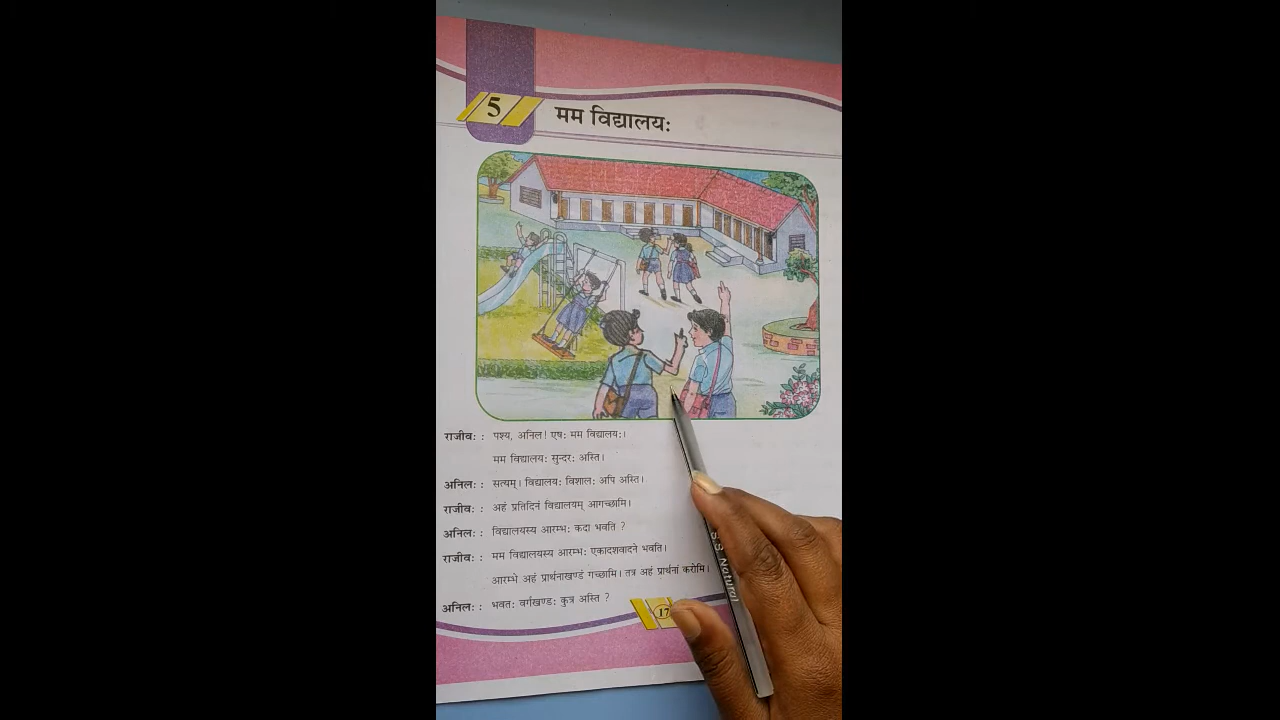 5
मम विद्यालयः
राजीवः : पश्य, अनिल! एषः मम विद्यालयः।
मम विद्यालयः सुन्दरः अस्ति।
अनिलः : सत्यम्। विद्यालयः विशालः अपि अस्ति।
राजीवः : अहं प्रतिदिनं विद्यालयम् आगच्छामि।
अनिलः : विद्यालयस्य आरम्भः कदा भवति ?
राजीवः : मम विद्यालयस्य आरम्भः एकादशवादने भवति।
आरम्भे अहं प्रार्थनाखण्डं गच्छामि। तत्र अहं प्रार्थनां करोमि।
अनिलः : भवतः वर्गखण्डः कुत्र अस्ति ?
17
S.S. Natural